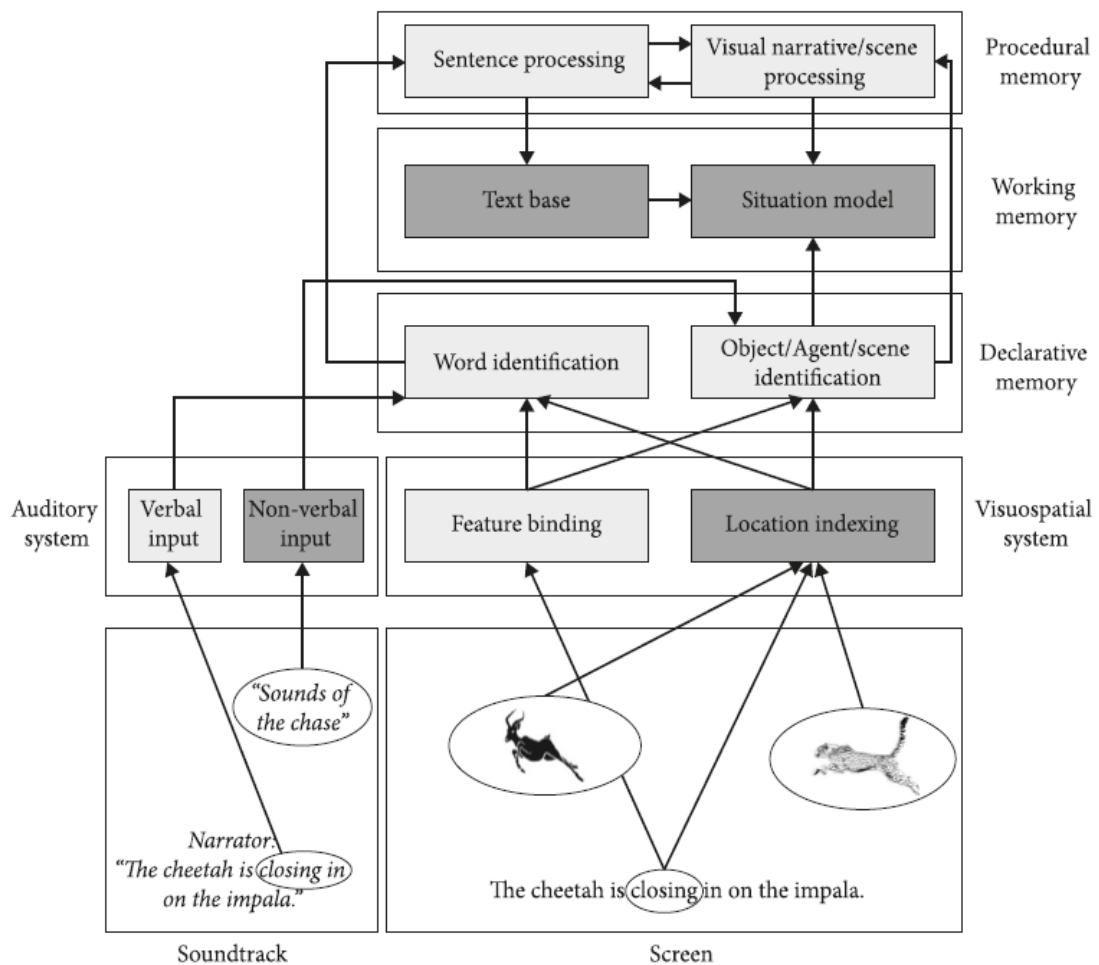 Sentence processing
Visual narrative/scene
processing
Procedural
memory
Text base
Situation model
Working
memory
Word identification
Object/Agent/scene
identification
Declarative
memory
Auditory
system
Verbal
input
Non-verbal
input
Feature binding
Location indexing
Visuospatial
system
“Sounds of
the chase”
Narrator:
“The cheetah is closing in
on the impala.”
The cheetah is closing in on the impala.
Soundtrack
Screen